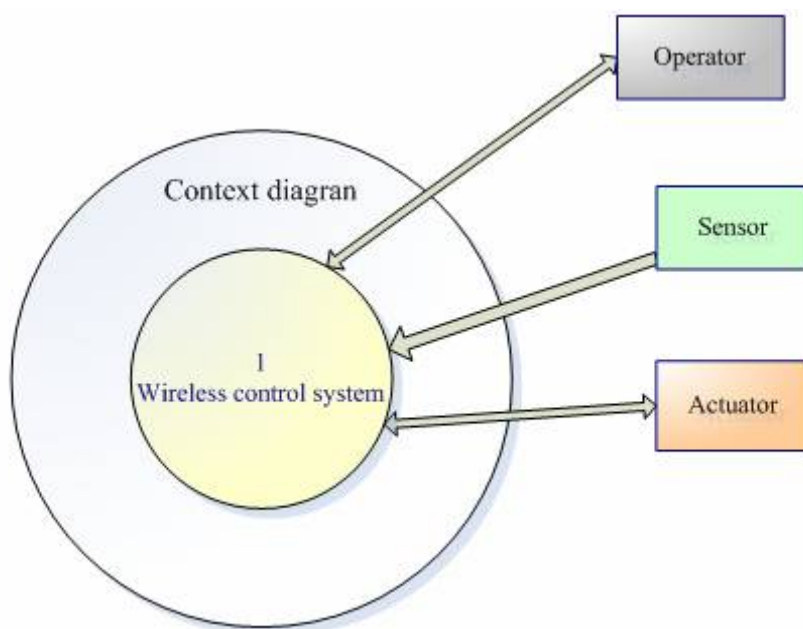 Operator
Context diagran
Sensor
1
Wireless control system
Actuator